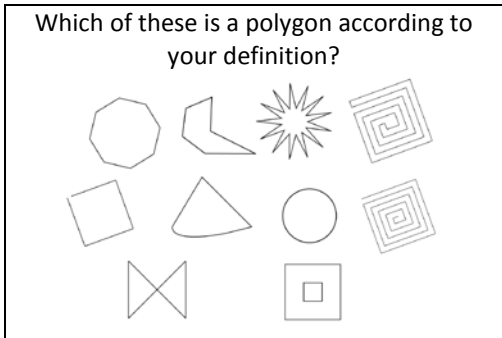 Which of these is a polygon according to
your definition?